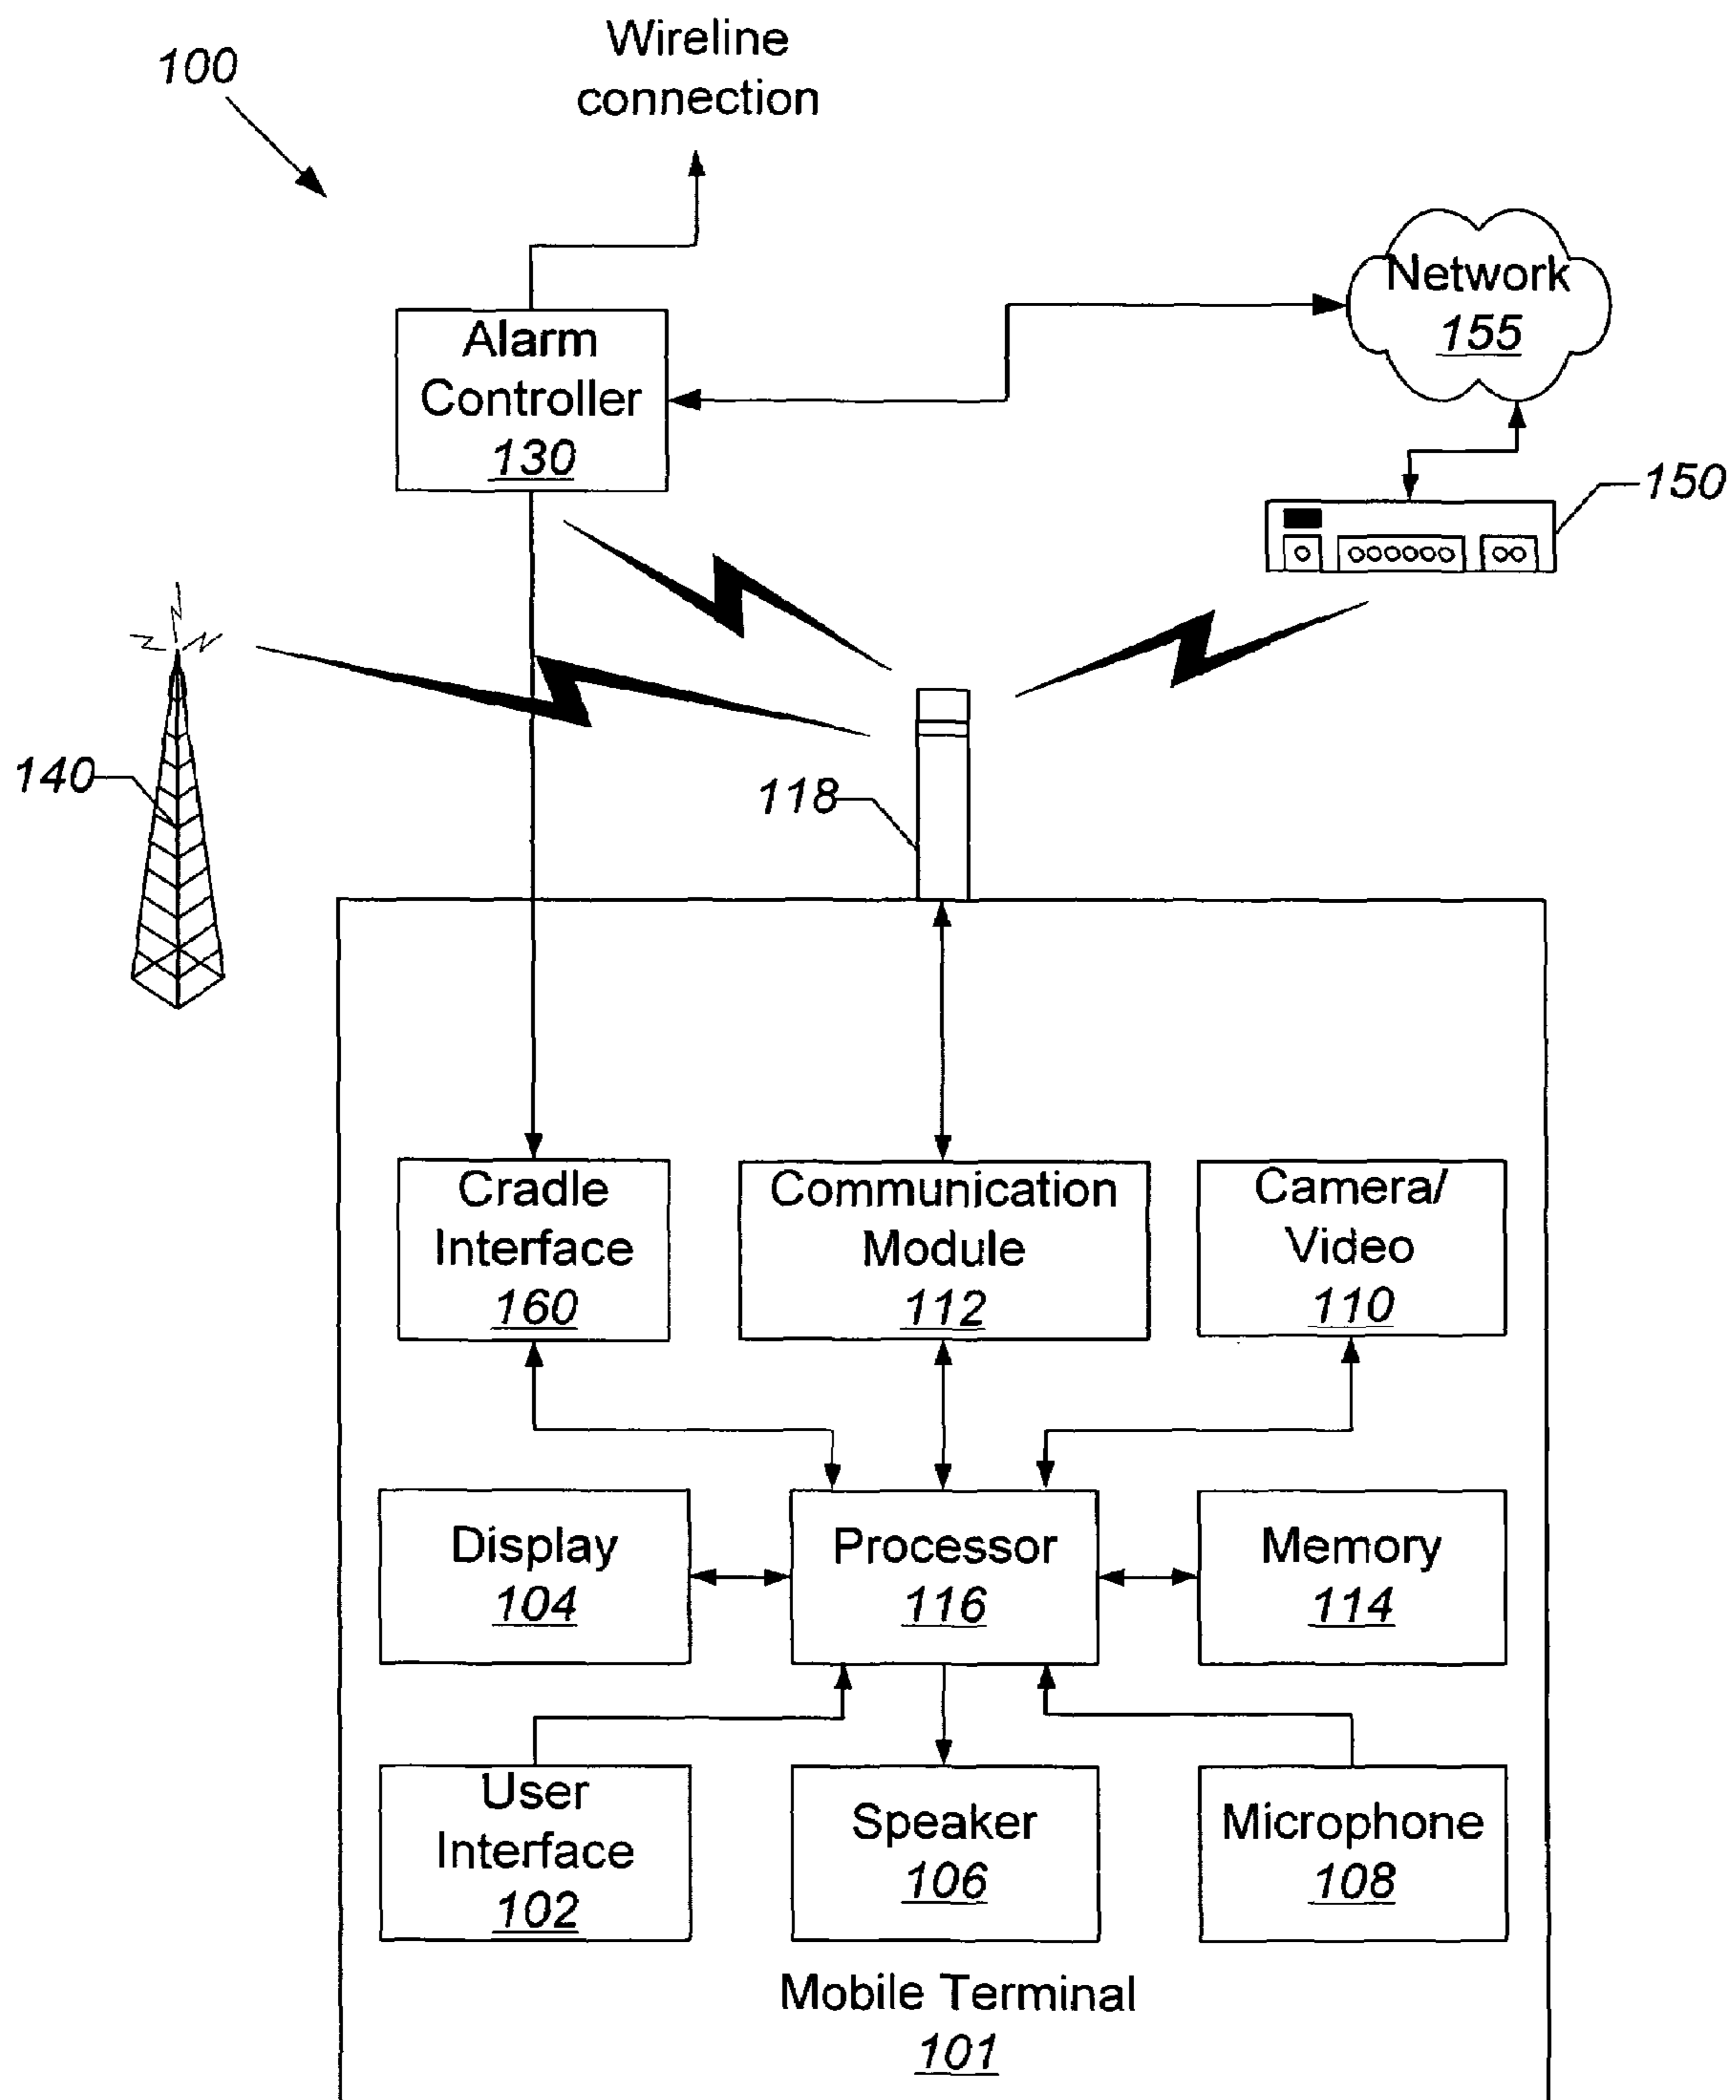 Wireline
connection
100
Network
155
Alarm
Controller
130
150
140
118
Cradle
Interface
160
Communication
Module
112
Camera/
Video
110
Display
104
Processor
116
Memory
114
User
Interface
102
Speaker
106
Microphone
108
Mobile Terminal
101